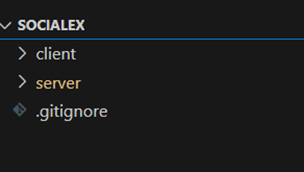 SOCIALEX
client
server
.gitignore